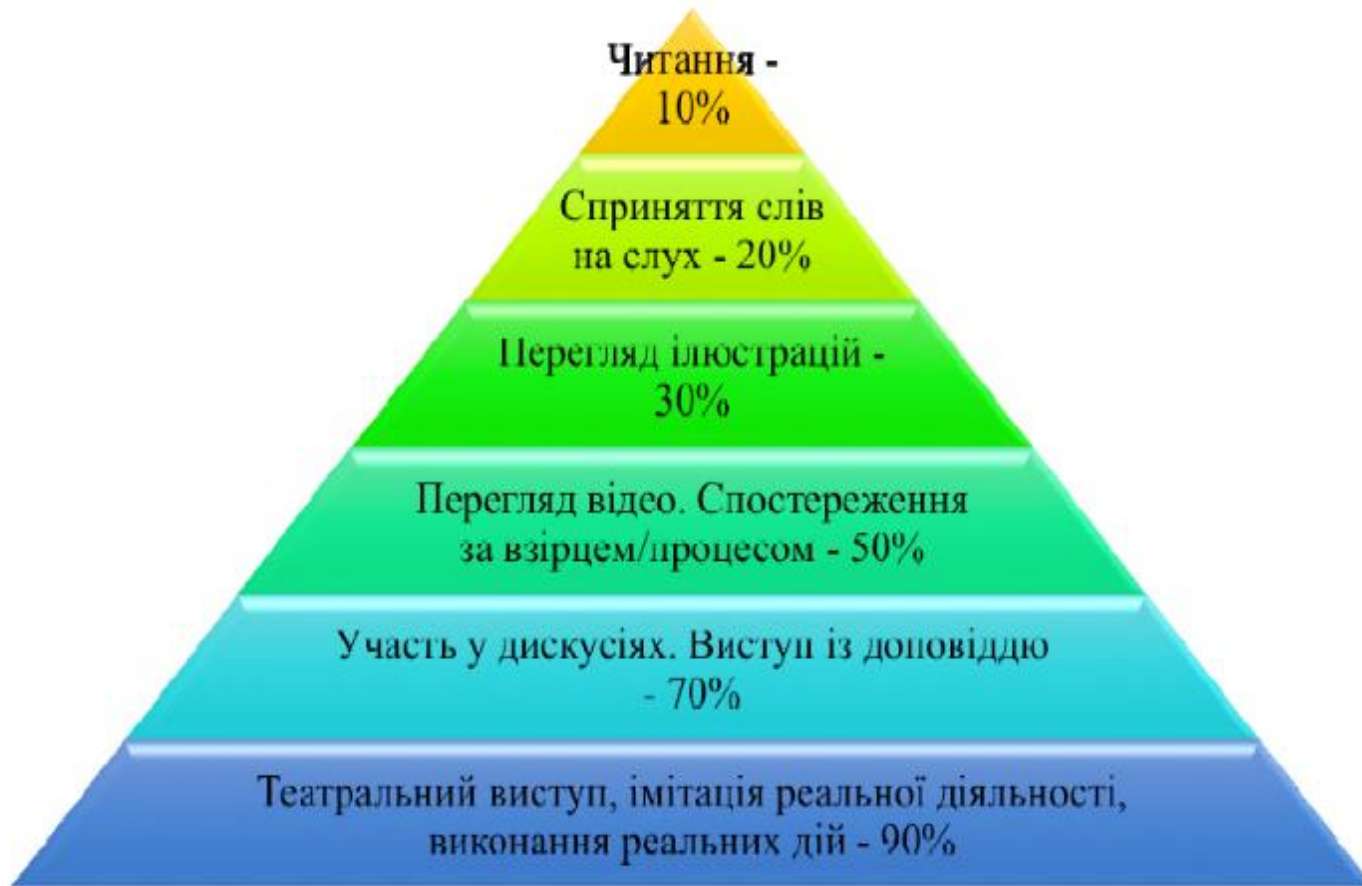 Читання -
10%
Сприняття слів
на слух - 20%
Перегляд ілюстрацій -
30%
Перегляд відео. Спостереження
за взірцем/процесом - 50%
Участь у дискусіях. Виступ із доповіддю
- 70%
Театральний виступ, імітація реальної діяльності,
виконання реальних дій - 90%